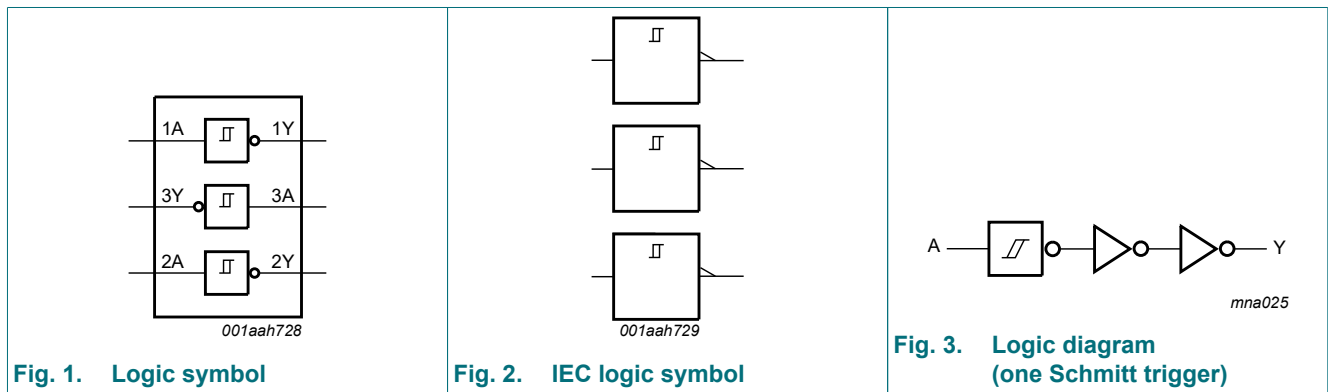 1A 1Y
3Y 3A
2A 2Y
001aah728
Fig. 1. Logic symbol
001aah729
Fig. 2. IEC logic symbol
A Y
mna025
Fig. 3. Logic diagram
(one Schmitt trigger)